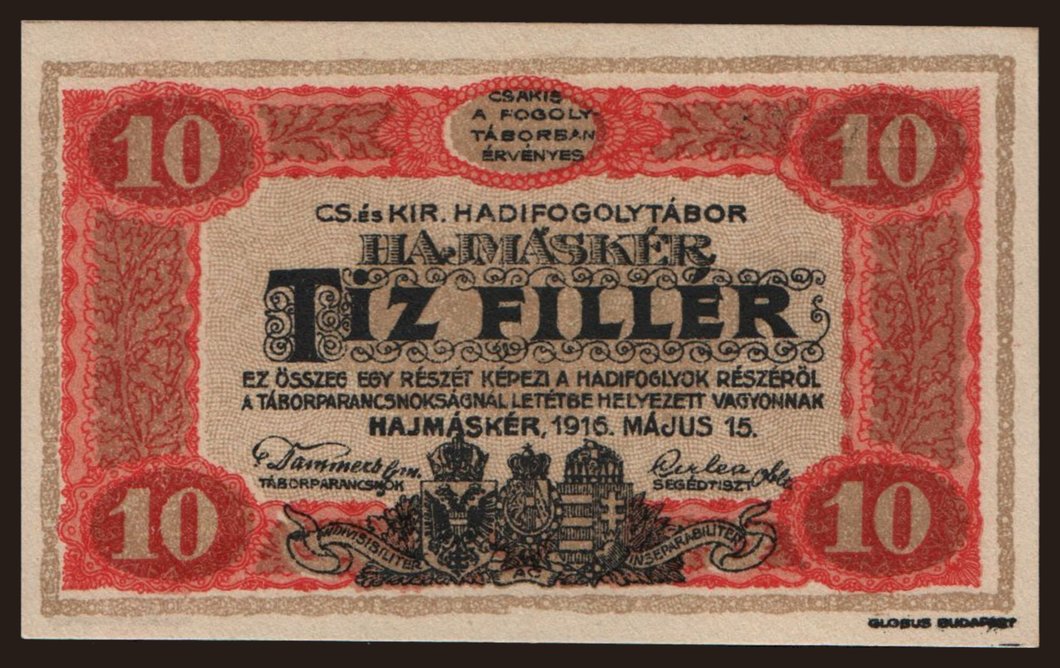 10
CSAKIS
A FOGOLY-
TÁBORBAN
ÉRVÉNYES
10
CS. és KIR. HADIFOGOLYTÁBOR
HAJMÁSKÉR
TÍZ FILLÉR
EZ ÖSSZEG EGY RÉSZÉT KÉPEZI A HADIFOGLYOK RÉSZÉRŐL
A TÁBORPARANCSNOKSÁGNÁL LETÉTBE HELYEZETT VAGYONNAK
HAJMÁSKÉR, 1916. MÁJUS 15.
TÁBORPARANCSNOK
SEGÉDTISZT
10
INDIVISIBILITER
AC
INSEPARABILITER
10
GLOBUS BUDAPEST